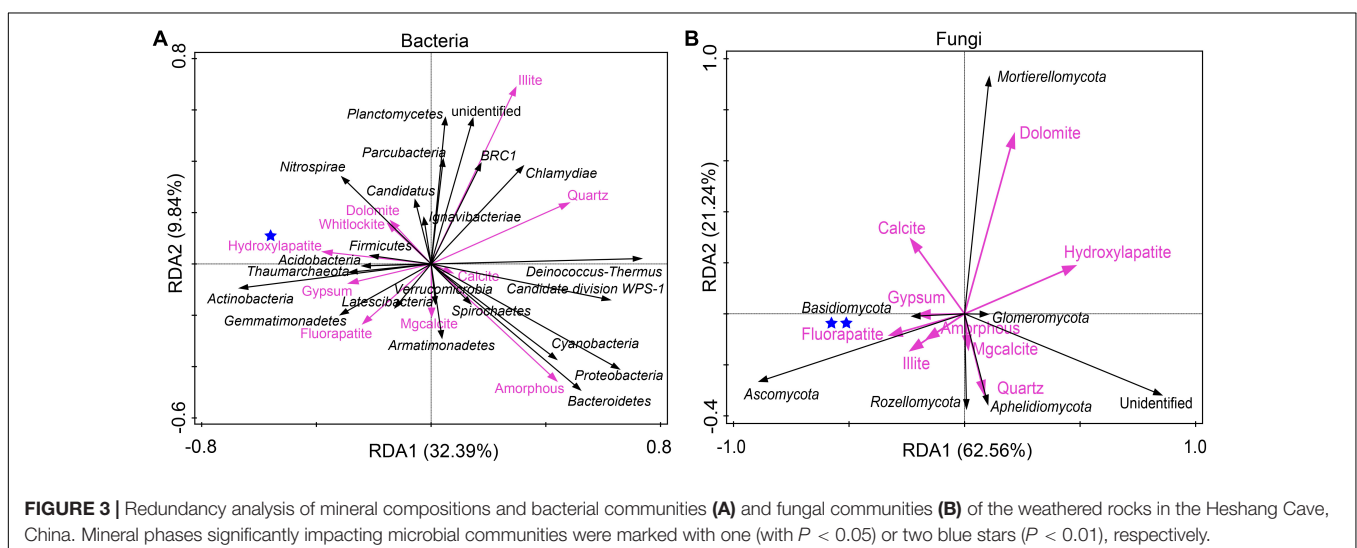 A
Bacteria
0.8
Illite
Planctomycetes
unidentified
Parcubacteria
BRC1
Nitrospirae
Chlamydiae
Candidatus
Quartz
Dolomite
Whitlockite
Ignavibacteriae
Hydroxylapatite
Firmicutes
Acidobacteria
Thaumarchaeota
Calcite
Deinococcus-Thermus
Gypsum
Verrucomicrobia
Candidate division WPS-1
Actinobacteria
Latescibacteria
Spirochaetes
Gemmatimonadetes
Mgcalcite
Fluorapatite
Armatimonadetes
Cyanobacteria
Proteobacteria
Amorphous
Bacteroidetes
RDA2 (9.84%)
-0.6
-0.8
RDA1 (32.39%)
0.8
B
Fungi
1.0
Mortierellomycota
Dolomite
Calcite
Hydroxylapatite
Gypsum
Basidiomycota
Glomeromycota
Amorphous
Fluorapatite
Mgcalcite
Illite
Quartz
Ascomycota
Rozellomycota
Aphelidiomycota
Unidentified
RDA2 (21.24%)
-0.4
-1.0
RDA1 (62.56%)
1.0
FIGURE 3 | Redundancy analysis of mineral compositions and bacterial communities (A) and fungal communities (B) of the weathered rocks in the Heshang Cave,
China. Mineral phases significantly impacting microbial communities were marked with one (with P < 0.05) or two blue stars (P < 0.01), respectively.